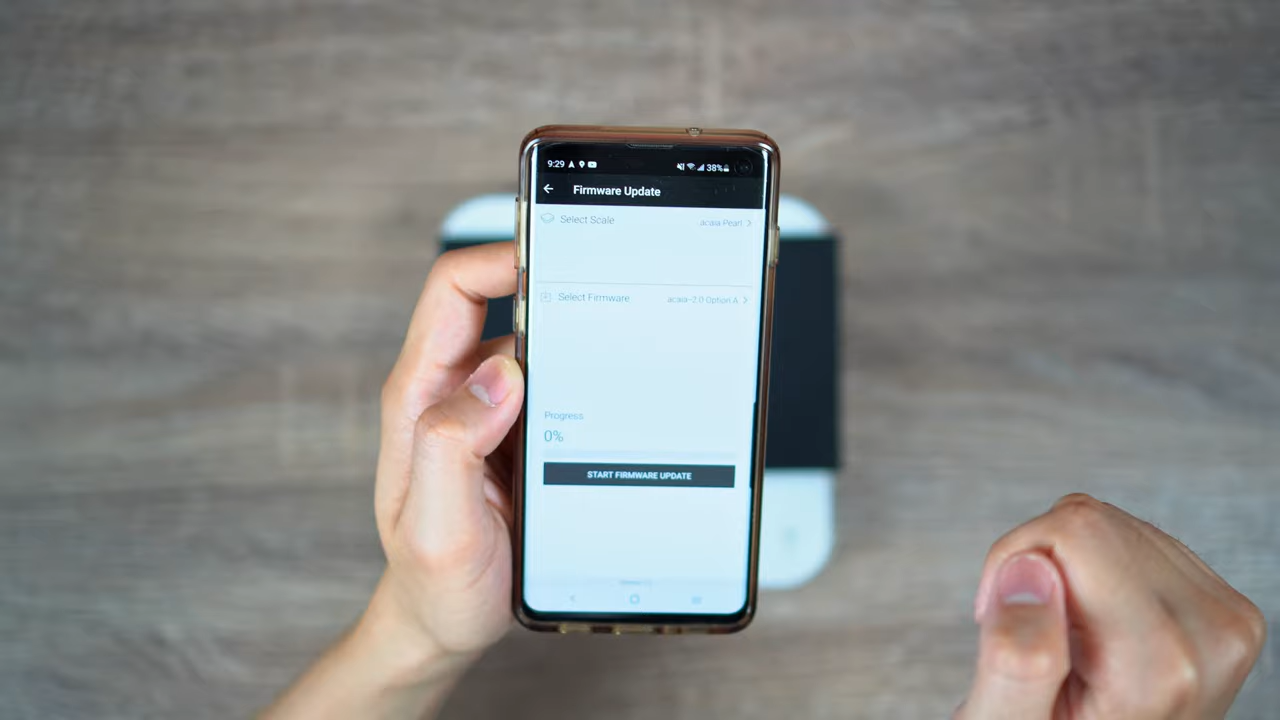 9:29 38%
Firmware Update
Select Scale acaia Pearl
Select Firmware acaia-2.0 Option A
Progress
0%
START FIRMWARE UPDATE